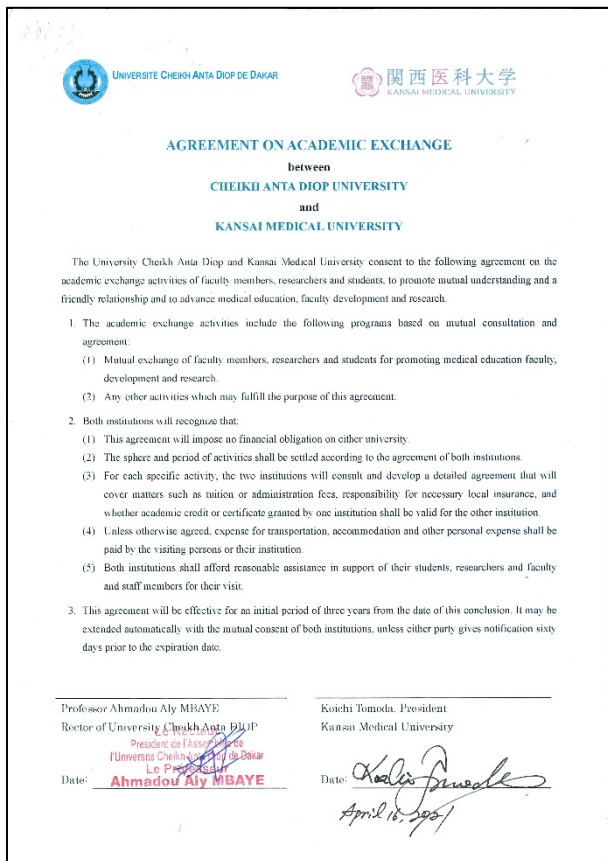 UNIVERSITÉ CHEIKH ANTA DIOP DE DAKAR
関西医科大学
KANSAI MEDICAL UNIVERSITY
AGREEMENT ON ACADEMIC EXCHANGE
between
CHEIKH ANTA DIOP UNIVERSITY
and
KANSAI MEDICAL UNIVERSITY
The University Cheikh Anta Diop and Kansai Medical University consent to the following agreement on the
academic exchange activities of faculty members, researchers and students, to promote mutual understanding and a
friendly relationship and to advance medical education, faculty development and research.
1. The academic exchange activities include the following programs based on mutual consultation and
agreement:
(1) Mutual exchange of faculty members, researchers and students for promoting medical education faculty,
development and research.
(2) Any other activities which may fulfill the purpose of this agreement.
2. Both institutions will recognize that:
(1) This agreement will impose no financial obligation on either university.
(2) The sphere and period of activities shall be settled according to the agreement of both institutions.
(3) For each specific activity, the two institutions will consult and develop a detailed agreement that will
cover matters such as tuition or administration fees, responsibility for necessary local insurance, and
whether academic credit or certificate granted by one institution shall be valid for the other institution.
(4) Unless otherwise agreed, expense for transportation, accommodation and other personal expense shall be
paid by the visiting persons or their institution.
(5) Both institutions shall afford reasonable assistance in support of their students, researchers and faculty
and staff members for their visit.
3. This agreement will be effective for an initial period of three years from the date of this conclusion. It may be
extended automatically with the mutual consent of both institutions, unless either party gives notification sixty
days prior to the expiration date.
Professor Ahmadou Aly MBAYE
Rector of University Cheikh Anta DIOP
Le Recteur
President de l'Assemblée de
l'Université Cheikh Anta Diop de Dakar
Le Professeur
Date: Ahmadou Aly MBAYE
Koichi Tomoda, President
Kansai Medical University
Date: Koichi Tomoda
April 16, 2021